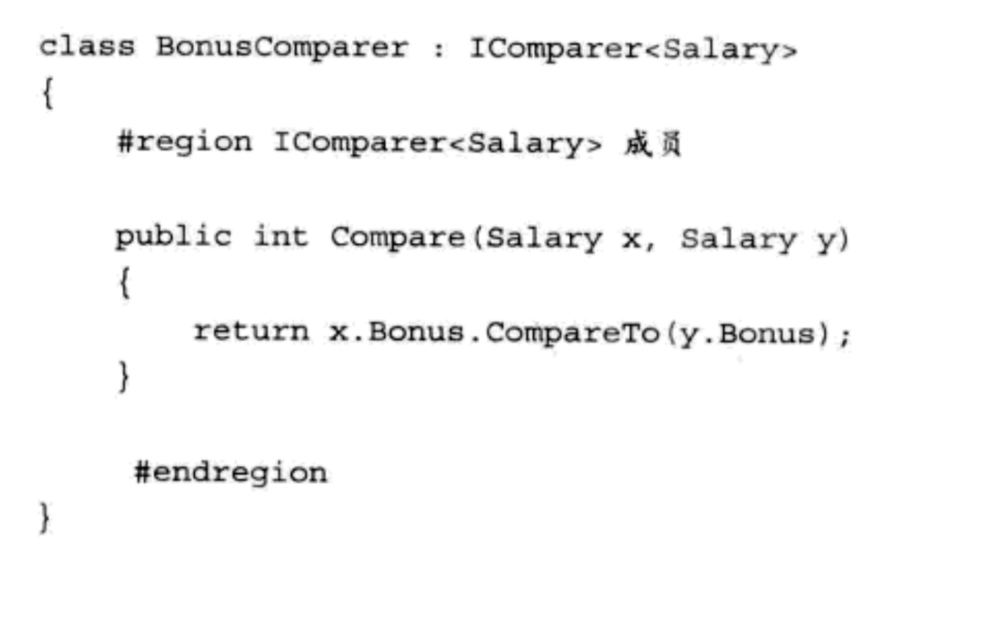 class BonusComparer : IComparer<Salary>
{
#region IComparer<Salary> 成员
public int Compare(Salary x, Salary y)
{
return x.Bonus.CompareTo(y.Bonus);
}
#endregion
}